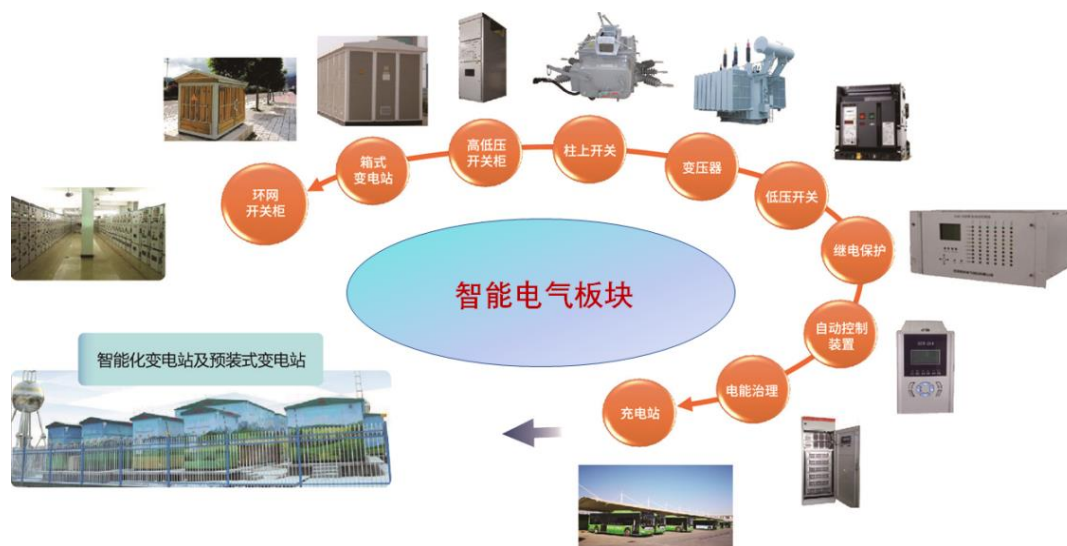 高低压
开关柜
柱上开关
箱式
变电站
变压器
环网
开关柜
低压开关
继电保护
智能电气板块
自动控制
装置
智能化变电站及预装式变电站
电能治理
充电站